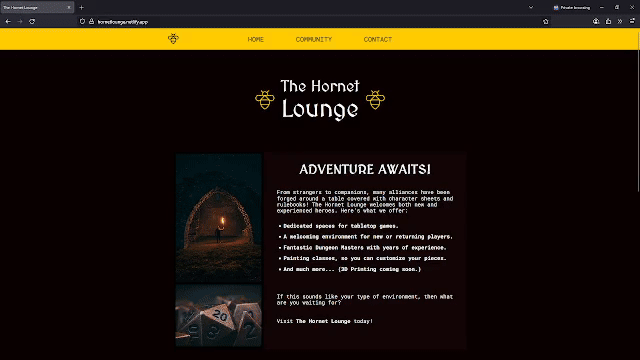 The Hornet Lounge
Private browsing
hornetlounge.netlify.app
HOME COMMUNITY CONTACT
The Hornet
Lounge
ADVENTURE AWAITS!
From strangers to companions, many alliances have been
forged around a table covered with character sheets and
rulebooks! The Hornet Lounge welcomes both new and
experienced heroes. Here's what we offer:
• Dedicated spaces for tabletop games.
• A welcoming environment for new or returning players.
• Fantastic Dungeon Masters with years of experience.
• Painting classes, so you can customize your pieces.
• And much more... (3D Printing coming soon.)
If this sounds like your type of environment, then what
are you waiting for?
Visit The Hornet Lounge today!
20